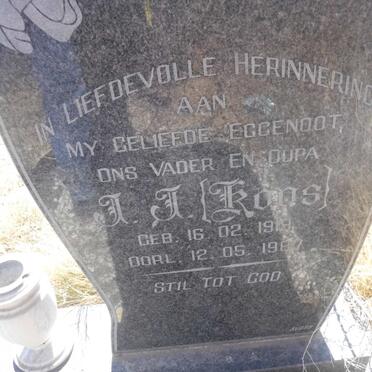 IN LIEFDEVOLLE HERINNERING
AAN
MY GELIEFDE EGGENOOT,
ONS VADER EN OUPA
J. J. [Kons]
GEB. 16. 02.
OORL. 12. 05.
STIL TOT GOD